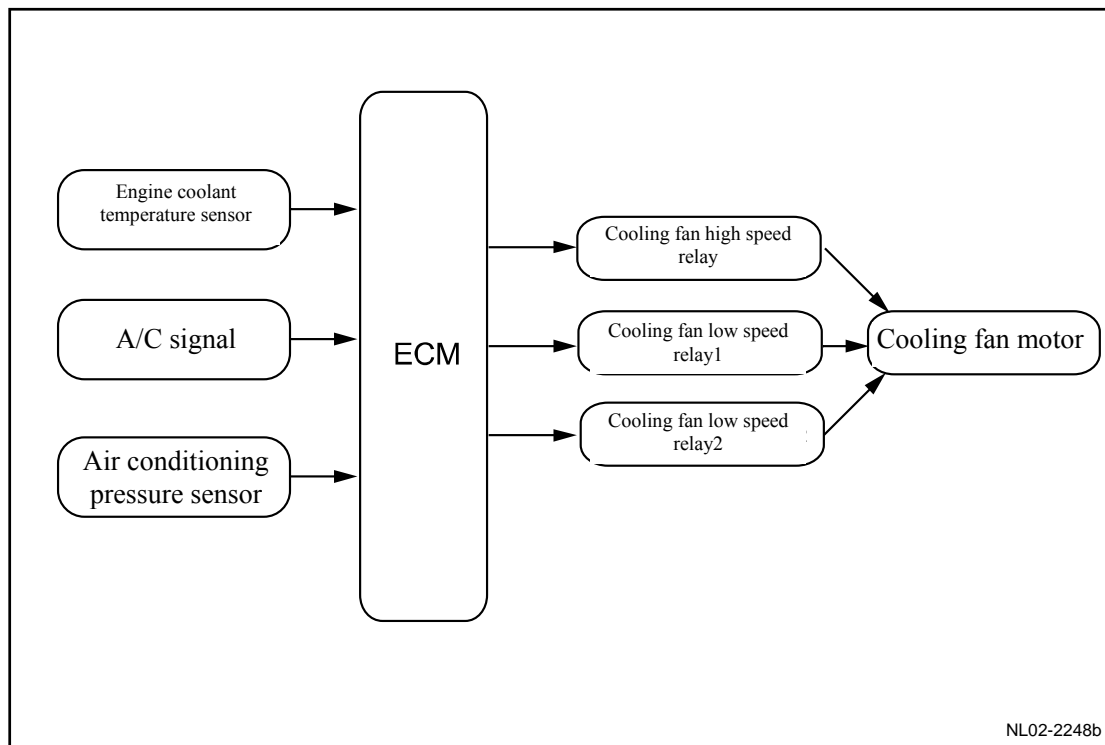 Engine coolant
temperature sensor
A/C signal
Air conditioning
pressure sensor
ECM
Cooling fan high speed
relay
Cooling fan low speed
relay1
Cooling fan low speed
relay2
Cooling fan motor
NL02-2248b